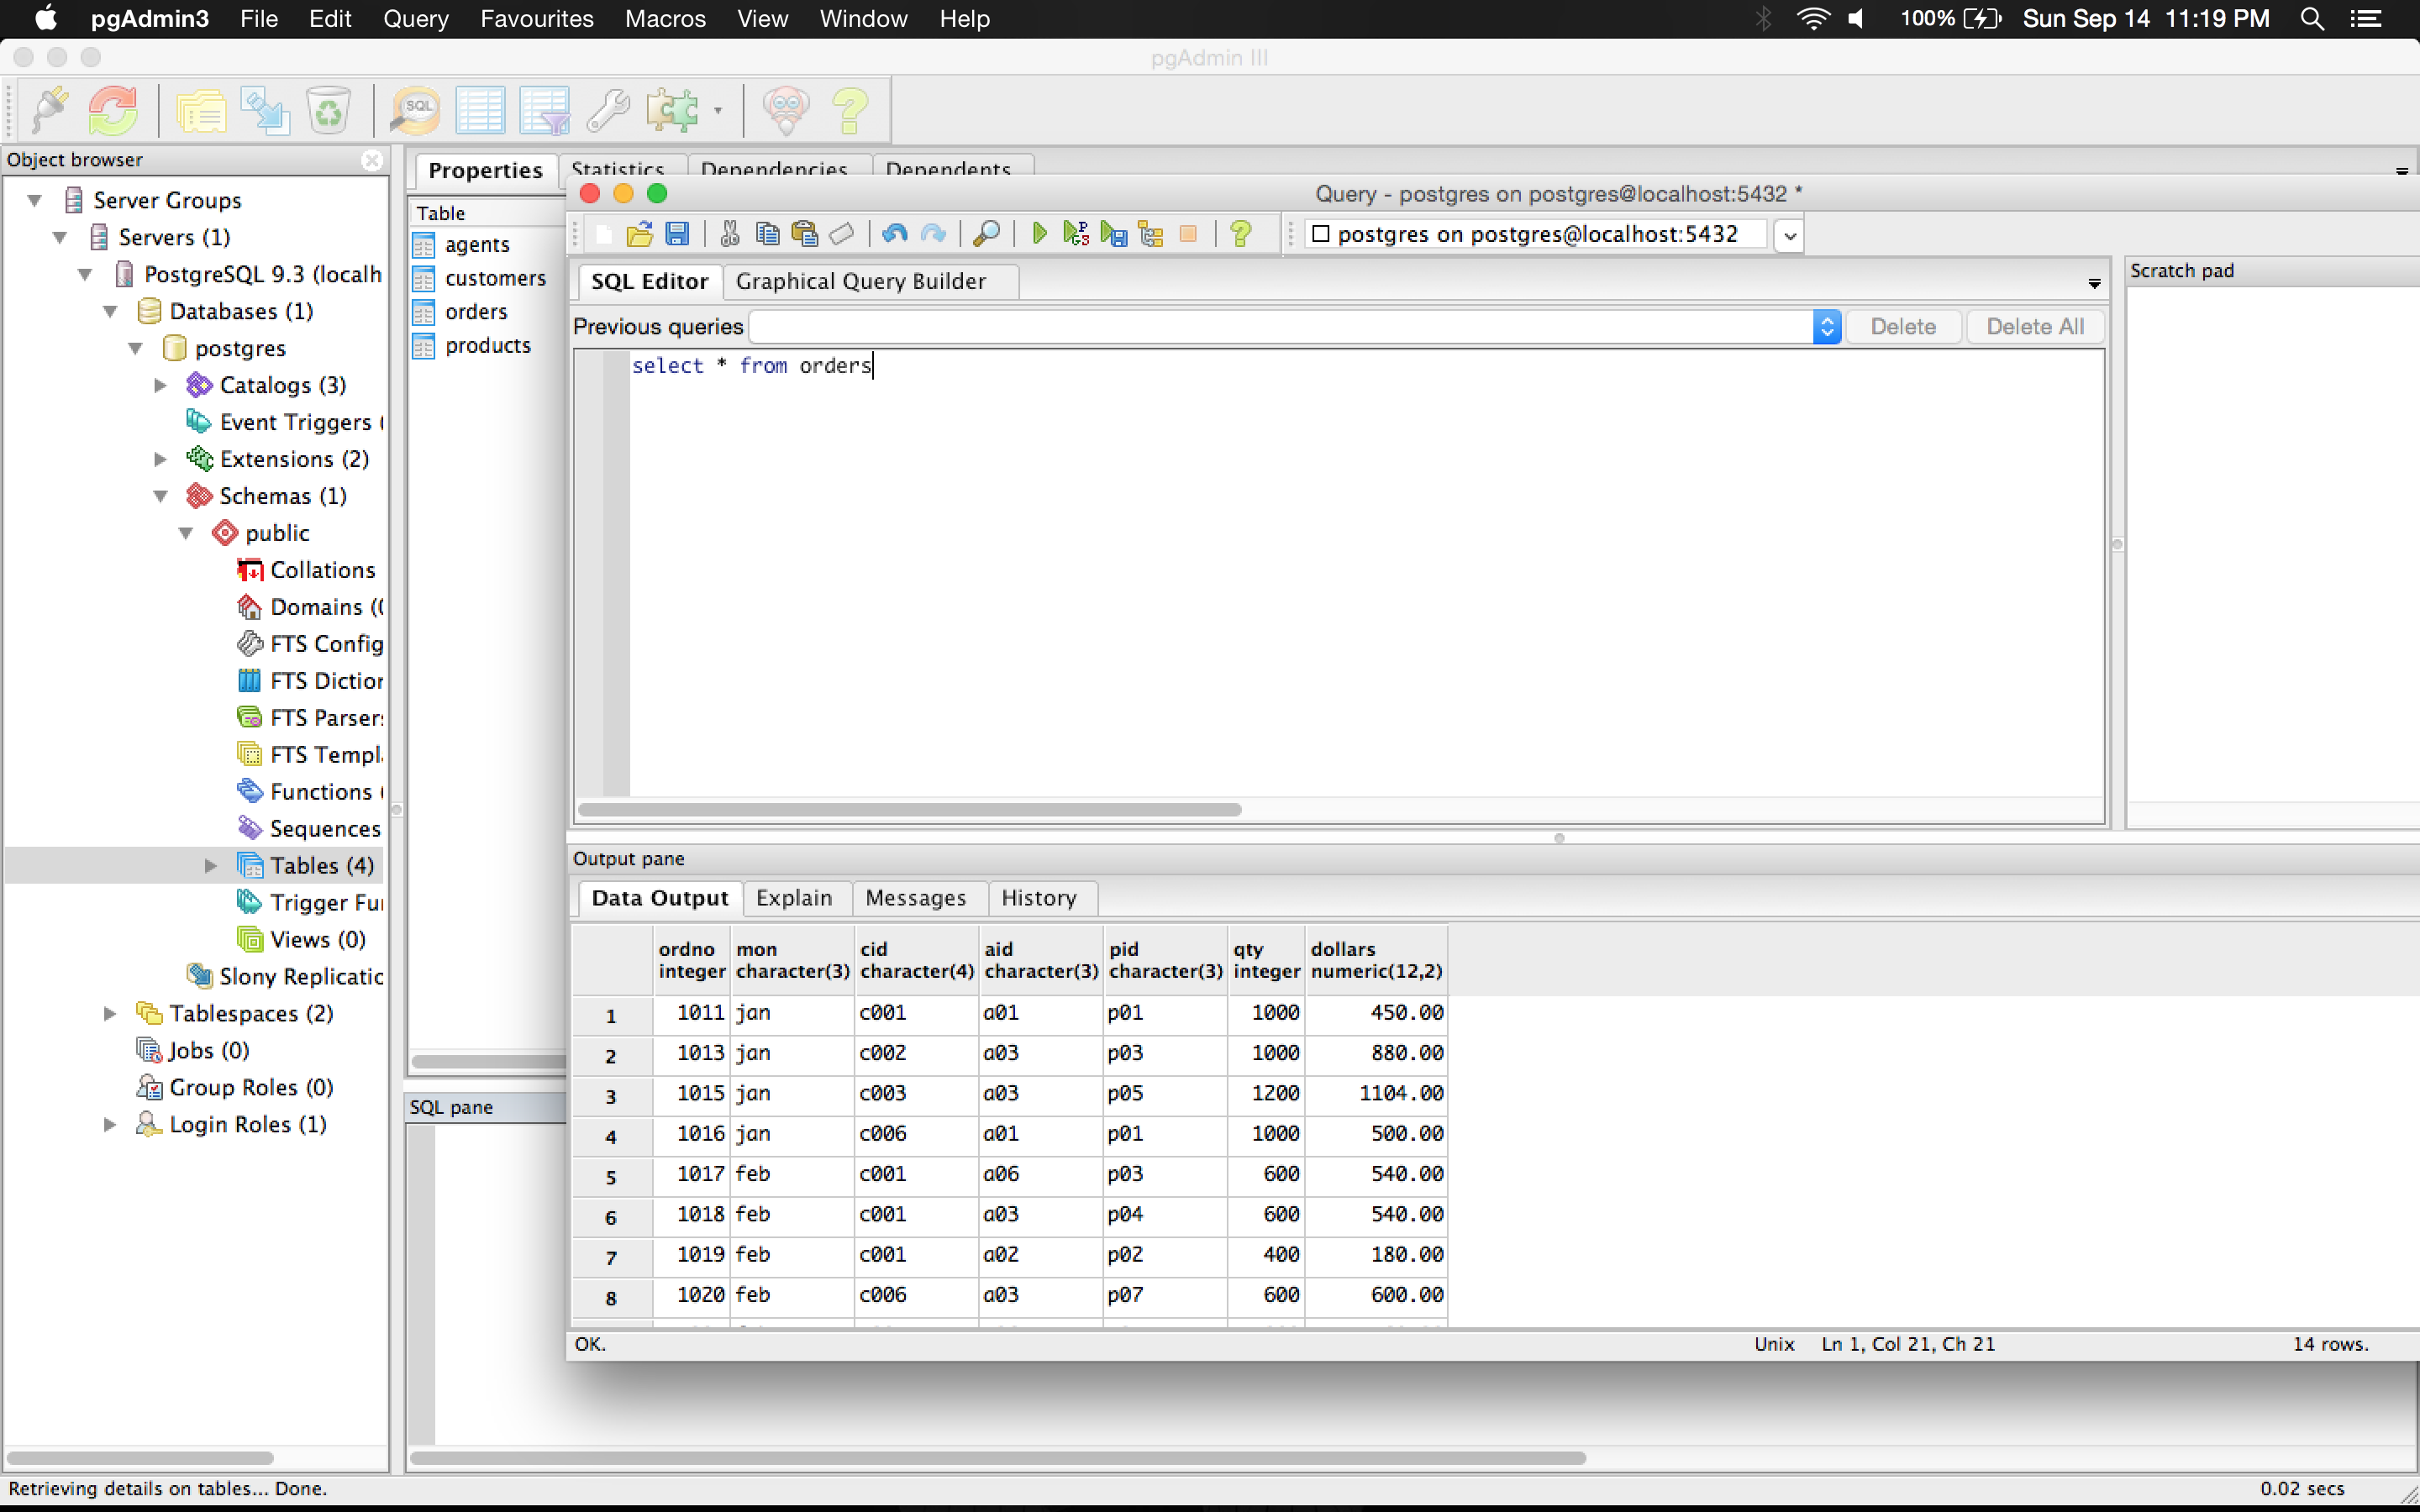 pgAdmin3 File Edit Query Favourites Macros View Window Help 100% Sun Sep 14 11:19 PM
pgAdmin III
SQL
Object browser
Server Groups
Servers (1)
PostgreSQL 9.3 (localh
Databases (1)
postgres
Catalogs (3)
Event Triggers (
Extensions (2)
Schemas (1)
public
Collations
Domains (0
FTS Config
FTS Diction
FTS Parsers
FTS Templa
Functions (
Sequences
Tables (4)
Trigger Fun
Views (0)
Slony Replicatio
Tablespaces (2)
Jobs (0)
Group Roles (0)
Login Roles (1)
Properties Statistics Dependencies Dependents
Table
agents
customers
orders
products
SQL pane
Query - postgres on postgres@localhost:5432 *
postgres on postgres@localhost:5432
SQL Editor Graphical Query Builder
Previous queries Delete Delete All
select * from orders
Scratch pad
Output pane
Data Output Explain Messages History
ordno mon cid aid pid qty dollars
integer character(3) character(4) character(3) character(3) integer numeric(12,2)
1 1011 jan c001 a01 p01 1000 450.00
2 1013 jan c002 a03 p03 1000 880.00
3 1015 jan c003 a03 p05 1200 1104.00
4 1016 jan c006 a01 p01 1000 500.00
5 1017 feb c001 a06 p03 600 540.00
6 1018 feb c001 a03 p04 600 540.00
7 1019 feb c001 a02 p02 400 180.00
8 1020 feb c006 a03 p07 600 600.00
OK. Unix Ln 1, Col 21, Ch 21 14 rows.
Retrieving details on tables... Done. 0.02 secs